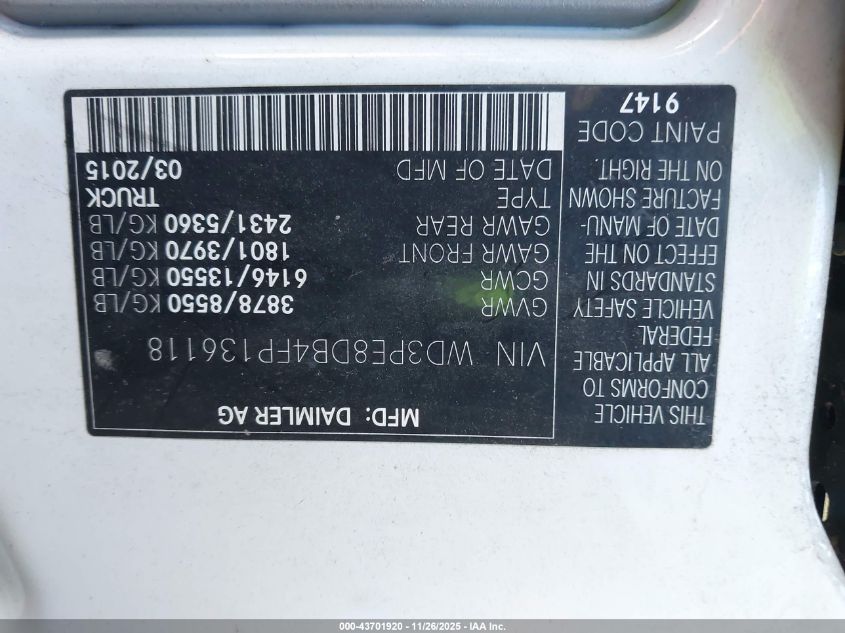 MFD: DAIMLER AG
VIN WD3PE8DB4FP136118
GVWR 3878/8550 KG/LB
GCWR 6146/13550 KG/LB
GAWR FRONT 1801/3970 KG/LB
GAWR REAR 2431/5360 KG/LB
TYPE TRUCK
DATE OF MFD 03/2015
THIS VEHICLE
CONFORMS TO
ALL APPLICABLE
FEDERAL
VEHICLE SAFETY
STANDARDS IN
EFFECT ON THE
DATE OF MANU-
FACTURE SHOWN
ON THE RIGHT.
PAINT CODE
9147
000-43701920 - 11/26/2025 - IAA Inc.